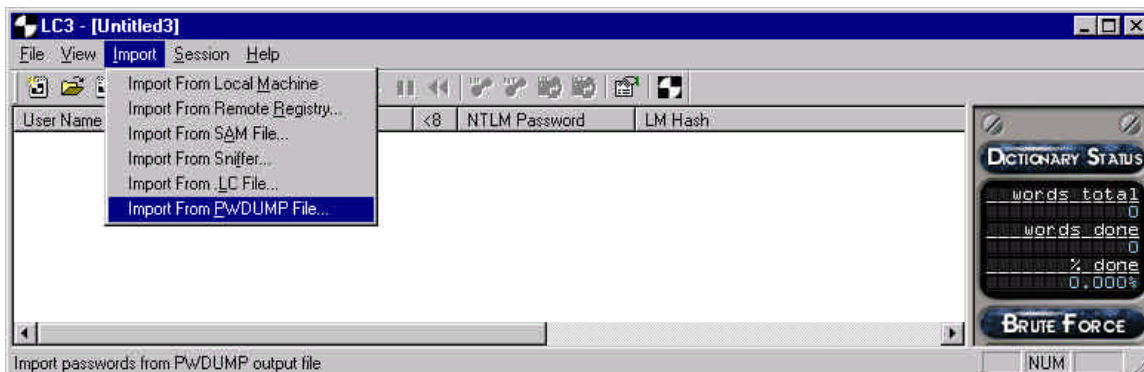 LC3 - [Untitled3]
File View Import Session Help
Import From Local Machine
Import From Remote Registry...
Import From SAM File...
Import From Sniffer...
Import From .LC File...
Import From PWDUMP File...
User Name <8 NTLM Password LM Hash
DICTIONARY STATUS
words total
0
words done
0
% done
0.000%
BRUTE FORCE
Import passwords from PWDUMP output file NUM